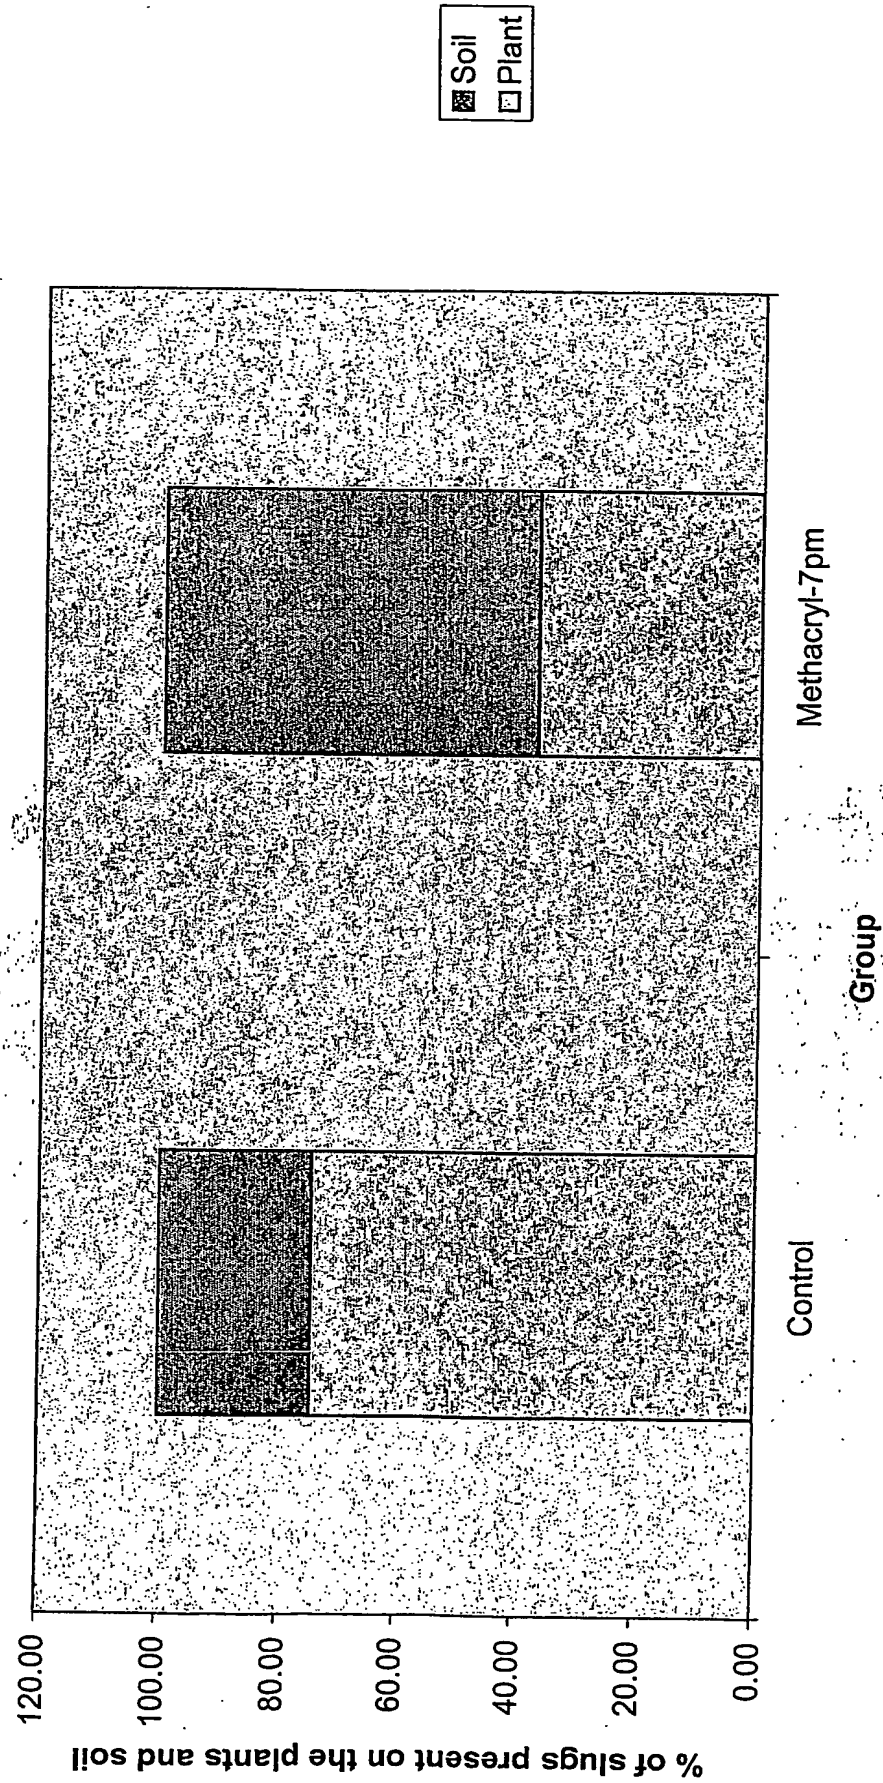 % of slugs present on the plants and soil
120.00
100.00
80.00
60.00
40.00
20.00
0.00
Control
Methacryl-7pm
Group
Soil
Plant